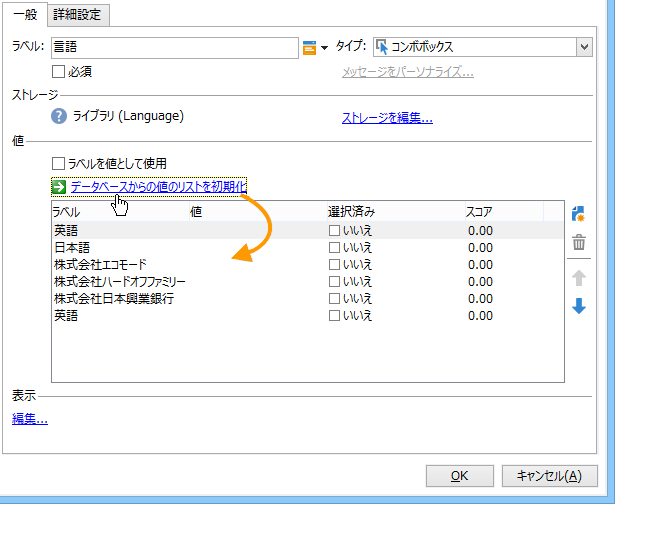 一般 詳細設定
ラベル: 言語 タイプ: コンボボックス
必須 メッセージをパーソナライズ...
ストレージ
ライブラリ (Language) ストレージを編集...
値
ラベルを値として使用
データベースからの値のリストを初期化
ラベル 値 選択済み スコア
英語 いいえ 0.00
日本語 いいえ 0.00
株式会社エコモード いいえ 0.00
株式会社ハードオフファミリー いいえ 0.00
株式会社日本興業銀行 いいえ 0.00
英語 いいえ 0.00
表示
編集...
OK キャンセル(A)